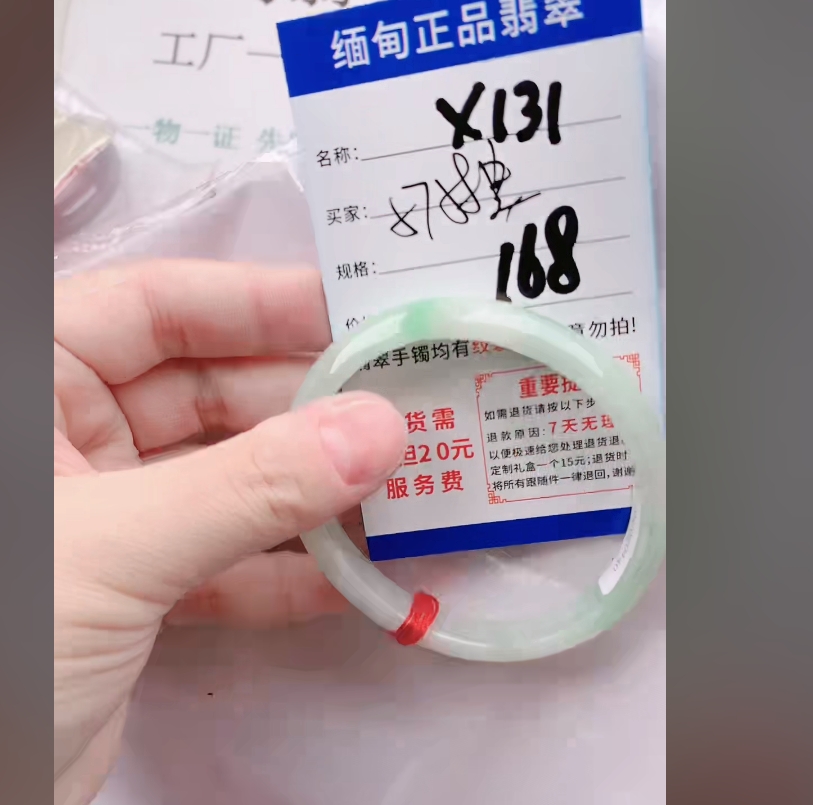 工厂一
物一证
缅甸正品翡翠
名称: X131
买家:
规格: 168
意勿拍!
翠手镯均有纹
货需
担20元
服务费
重要提
如需退货请按以下步
退款原因:7天无理
以便极速给您处理退货退
定制礼盒一个15元;退货时
将所有跟随件一律退回,谢谢